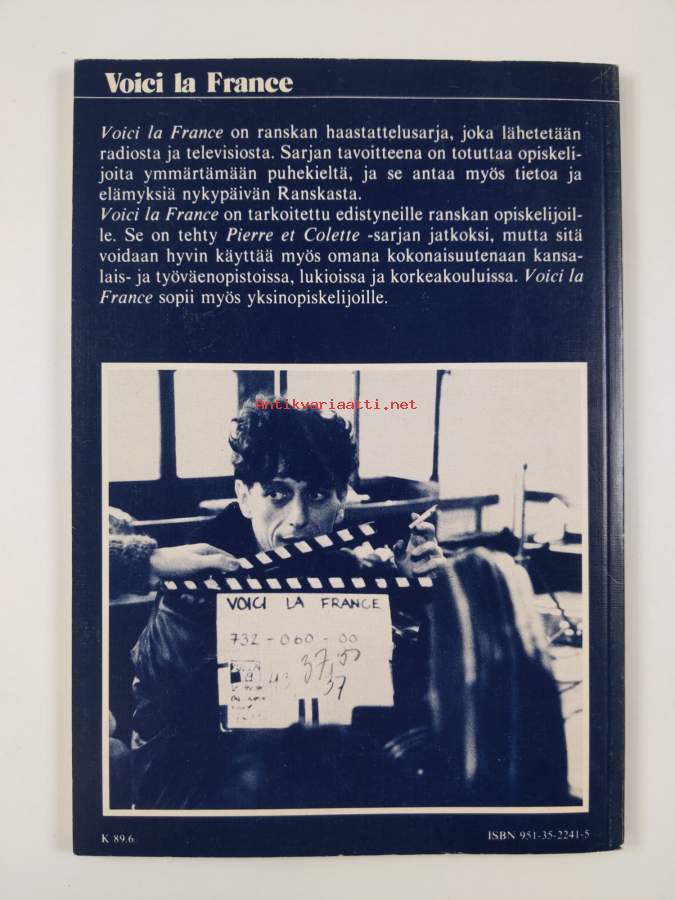 Voici la France
Voici la France on ranskan haastattelusarja, joka lähetetään
radiosta ja televisiosta. Sarjan tavoitteena on totuttaa opiskeli-
joita ymmärtämään puhekieltä, ja se antaa myös tietoa ja
elämyksiä nykypäivän Ranskasta.
Voici la France on tarkoitettu edistyneille ranskan opiskelijoil-
le. Se on tehty Pierre et Colette -sarjan jatkoksi, mutta sitä
voidaan hyvin käyttää myös omana kokonaisuutenaan kansa-
lais- ja työväenopistoissa, lukioissa ja korkeakouluissa. Voici la
France sopii myös yksinopiskelijoille.
Antikvariaatti.net
VOICI LA FRANCE
732-060-00
37,50
37
K 89.6
ISBN 951-35-2241-5